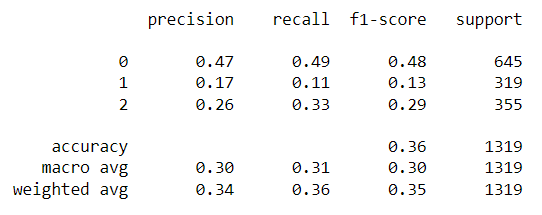 precision recall f1-score support
0 0.47 0.49 0.48 645
1 0.17 0.11 0.13 319
2 0.26 0.33 0.29 355
accuracy 0.36 1319
macro avg 0.30 0.31 0.30 1319
weighted avg 0.34 0.36 0.35 1319